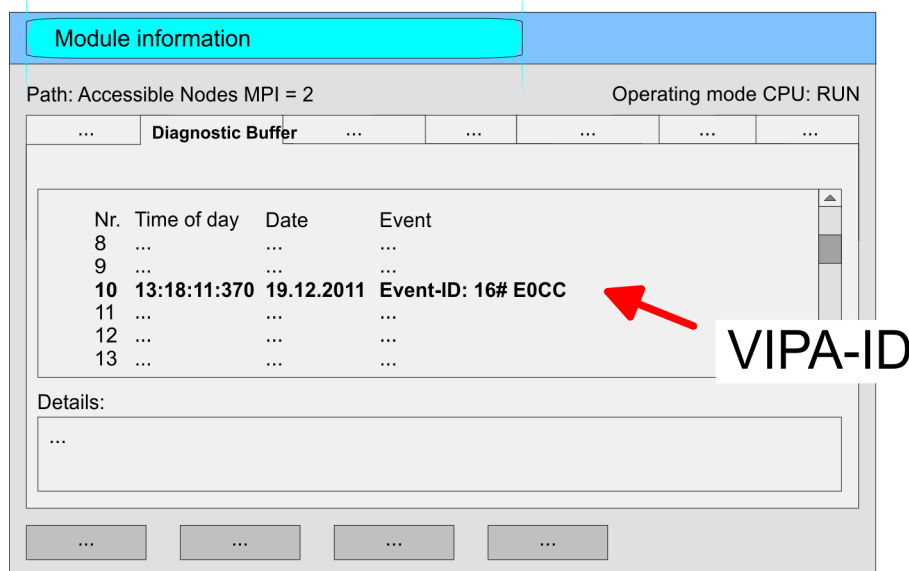 Module information
Path: Accessible Nodes MPI = 2 Operating mode CPU: RUN
... Diagnostic Buffer ... ... ... ... ...
Nr. Time of day Date Event
8 ... ... ...
9 ... ... ...
10 13:18:11:370 19.12.2011 Event-ID: 16# E0CC
11 ... ... ...
12 ... ... ...
13 ... ... ...
VIPA-ID
Details:
...
... ... ... ...